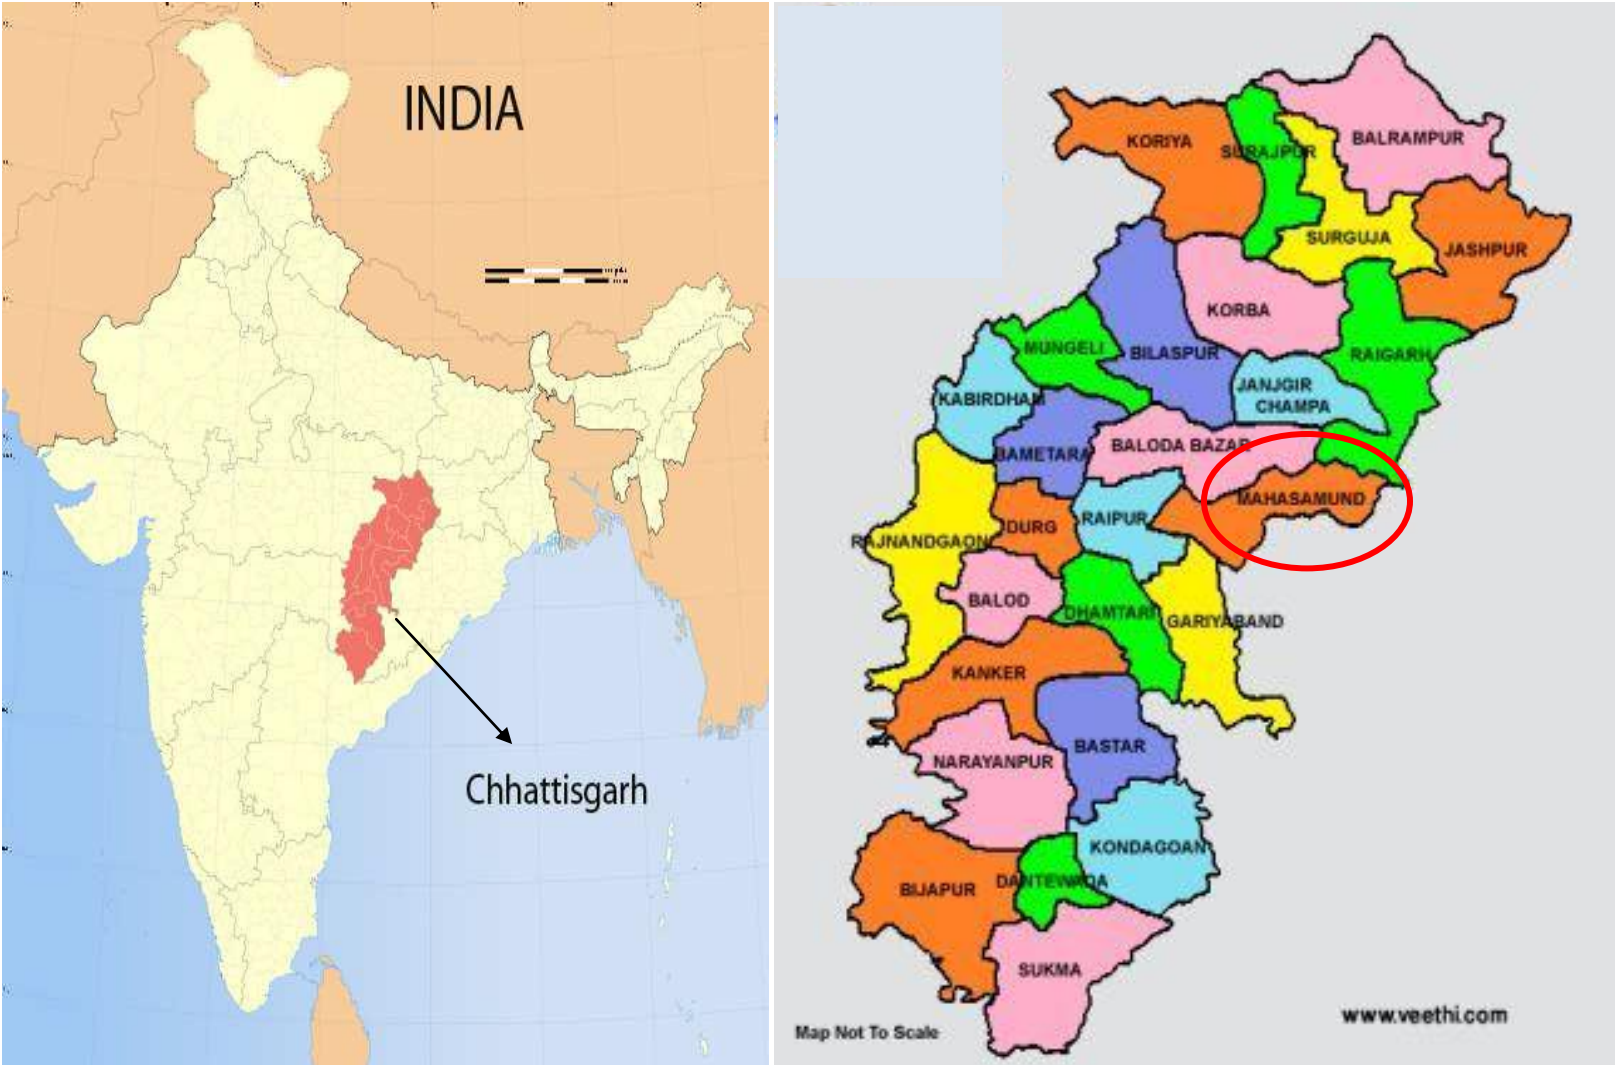 INDIA
Chhattisgarh
KORIYA
SURAJPUR
BALRAMPUR
SURGUJA
JASHPUR
KORBA
MUNGELI
BILASPUR
RAIGARH
KABIRDHAM
JANJGIR
CHAMPA
BALODA BAZAR
BAMETARA
MAHASAMUND
RAIPUR
DURG
RAJNANDGAON
BALOD
DHAMTARI
GARIYABAND
KANKER
BASTAR
NARAYANPUR
KONDAGOAN
DANTEWADA
BIJAPUR
SUKMA
www.veethi.com
Map Not To Scale